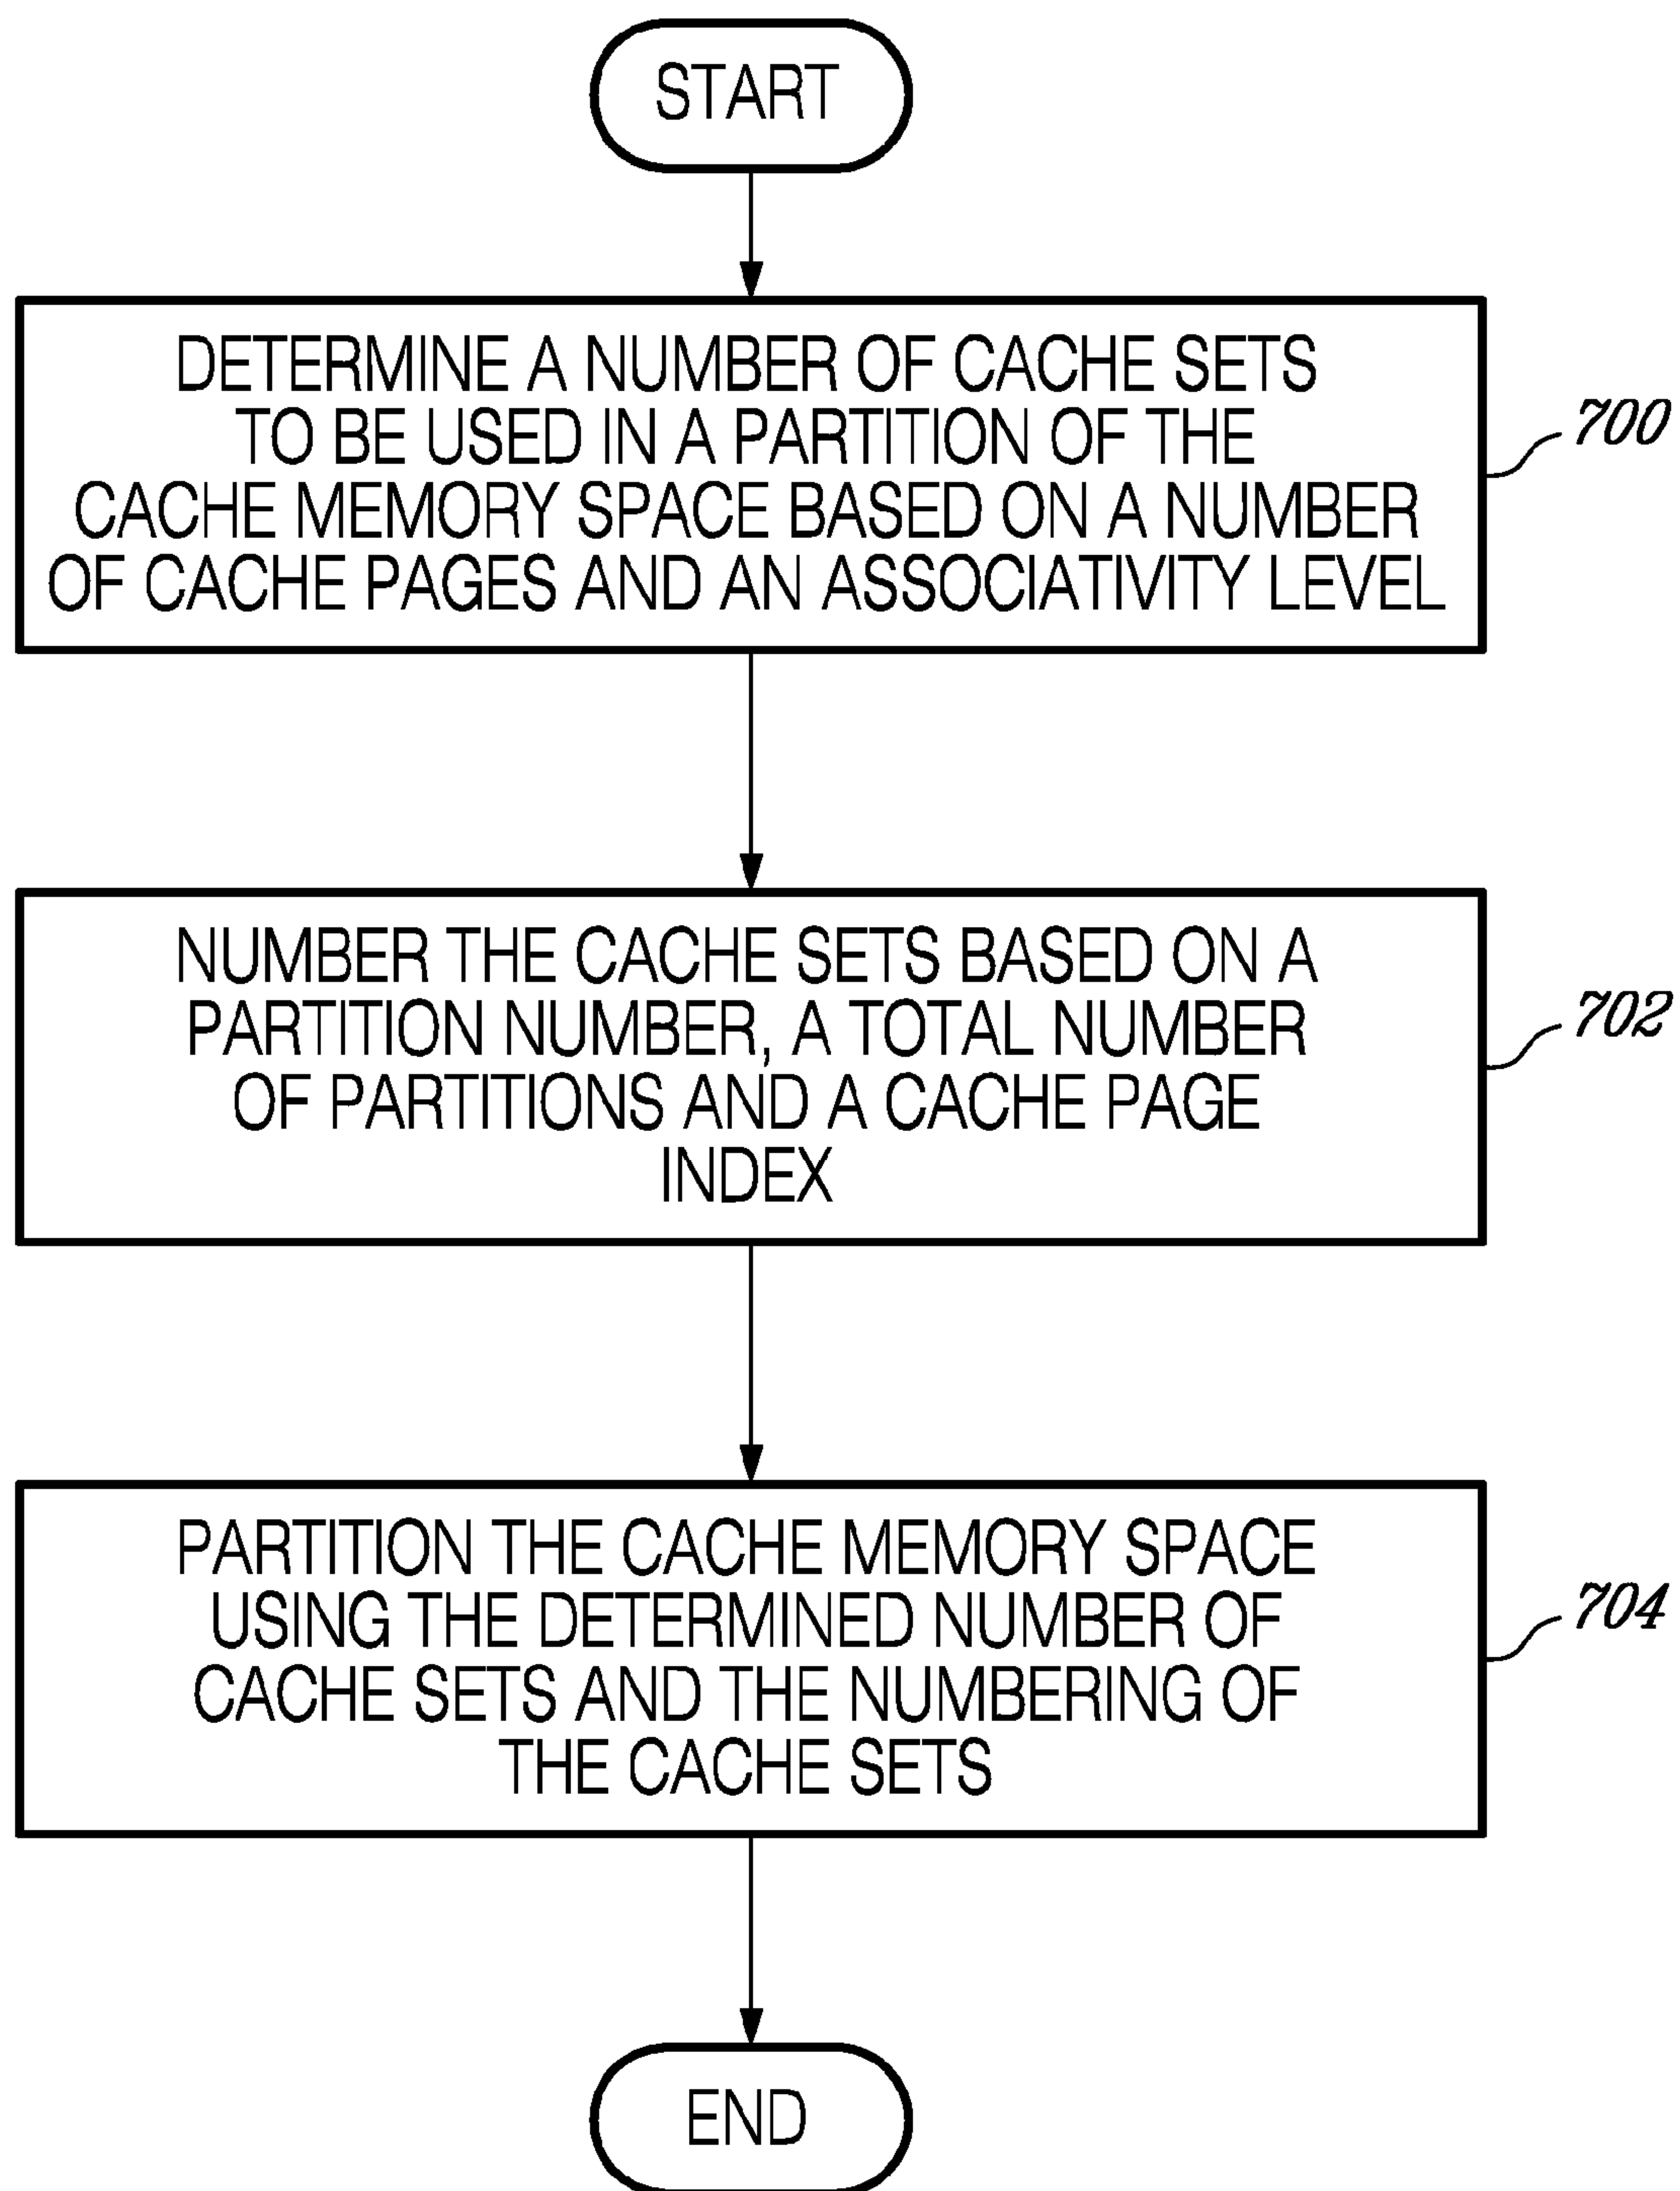 START
DETERMINE A NUMBER OF CACHE SETS
TO BE USED IN A PARTITION OF THE
CACHE MEMORY SPACE BASED ON A NUMBER
OF CACHE PAGES AND AN ASSOCIATIVITY LEVEL
700
NUMBER THE CACHE SETS BASED ON A
PARTITION NUMBER, A TOTAL NUMBER
OF PARTITIONS AND A CACHE PAGE
INDEX
702
PARTITION THE CACHE MEMORY SPACE
USING THE DETERMINED NUMBER OF
CACHE SETS AND THE NUMBERING OF
THE CACHE SETS
704
END